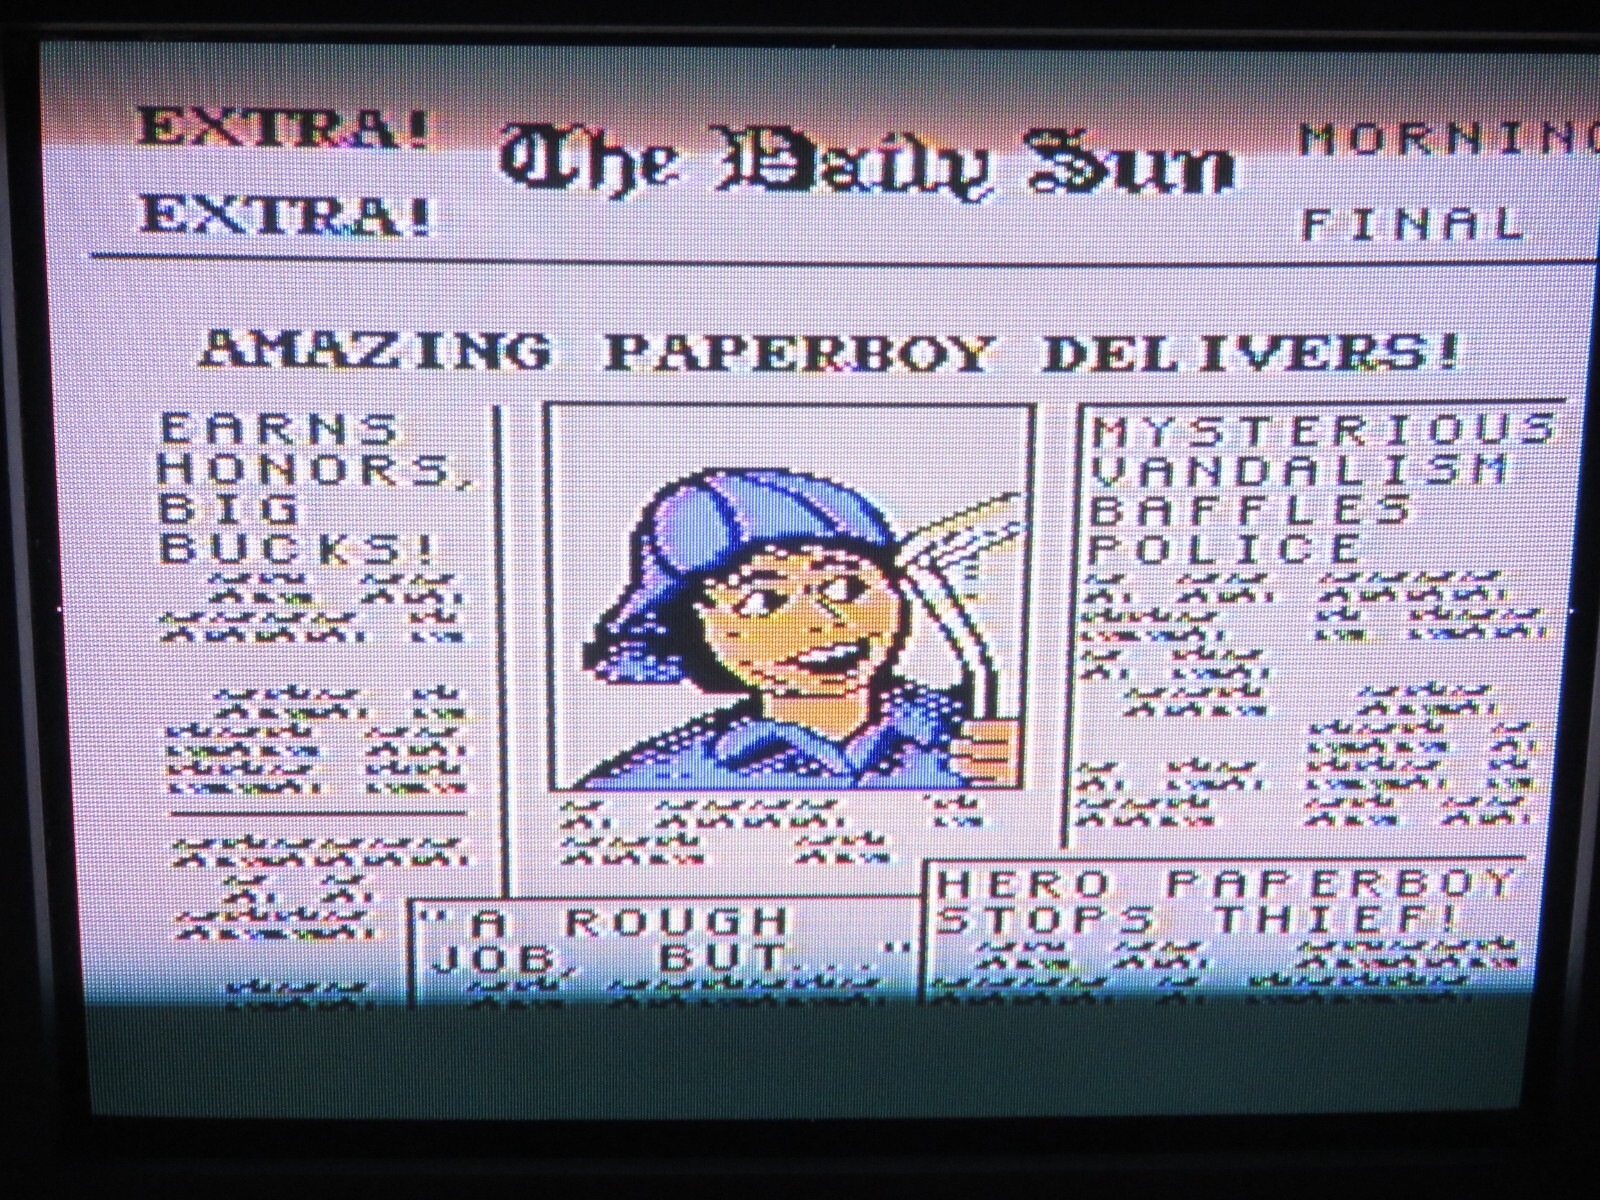 EXTRA!
EXTRA!
The Daily Sun
MORNING
FINAL
AMAZING PAPERBOY DELIVERS!
EARNS
HONORS,
BIG
BUCKS!
MYSTERIOUS
VANDALISM
BAFFLES
POLICE
"A ROUGH
JOB, BUT..."
HERO PAPERBOY
STOPS THIEF!